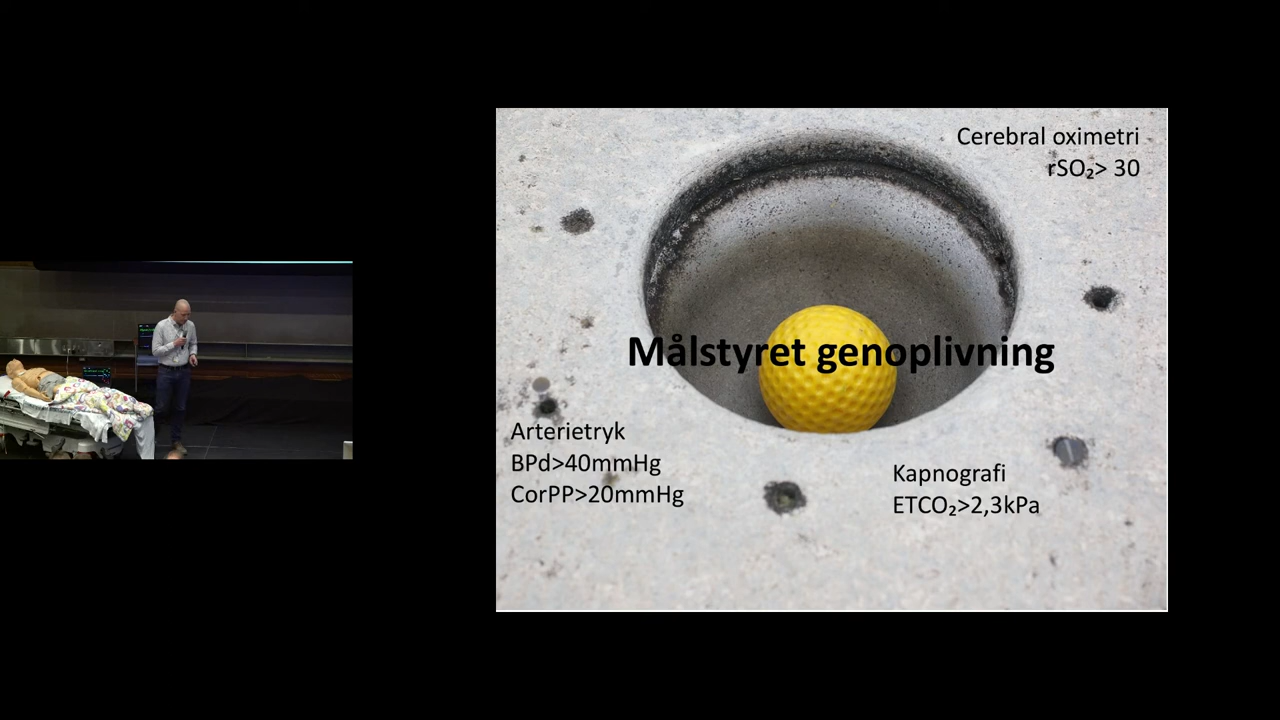 Cerebral oximetri
rSO₂> 30
Målstyret genoplivning
Arterietryk
BPd>40mmHg
CorPP>20mmHg
Kapnografi
ETCO₂>2,3kPa